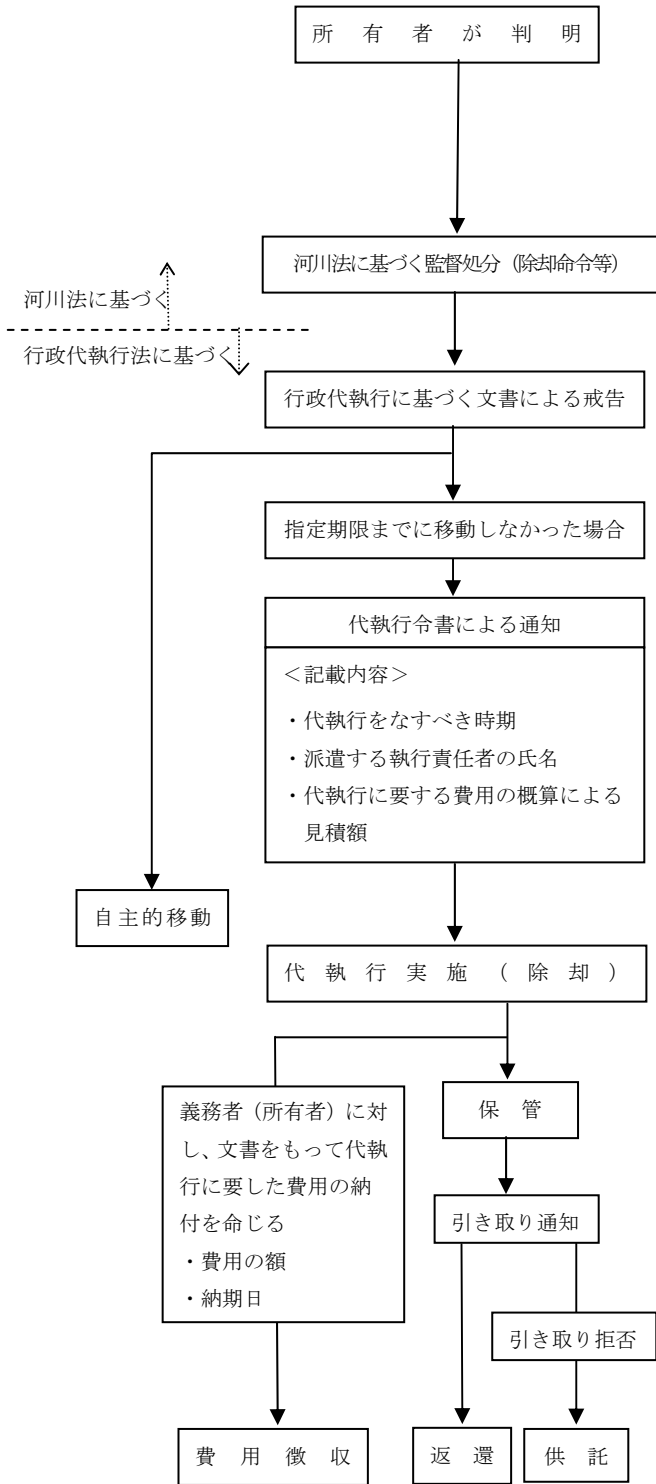 所有者が判明
河川法に基づく監督処分（除却命令等）
河川法に基づく
行政代執行法に基づく
行政代執行に基づく文書による戒告
指定期限までに移動しなかった場合
代執行令書による通知
＜記載内容＞
・代執行をなすべき時期
・派遣する執行責任者の氏名
・代執行に要する費用の概算による
見積額
自主的移動
代執行実施（除却）
義務者（所有者）に対
し、文書をもって代執
行に要した費用の納
付を命じる
・費用の額
・納期日
保管
引き取り通知
引き取り拒否
費用徴収
返還
供託